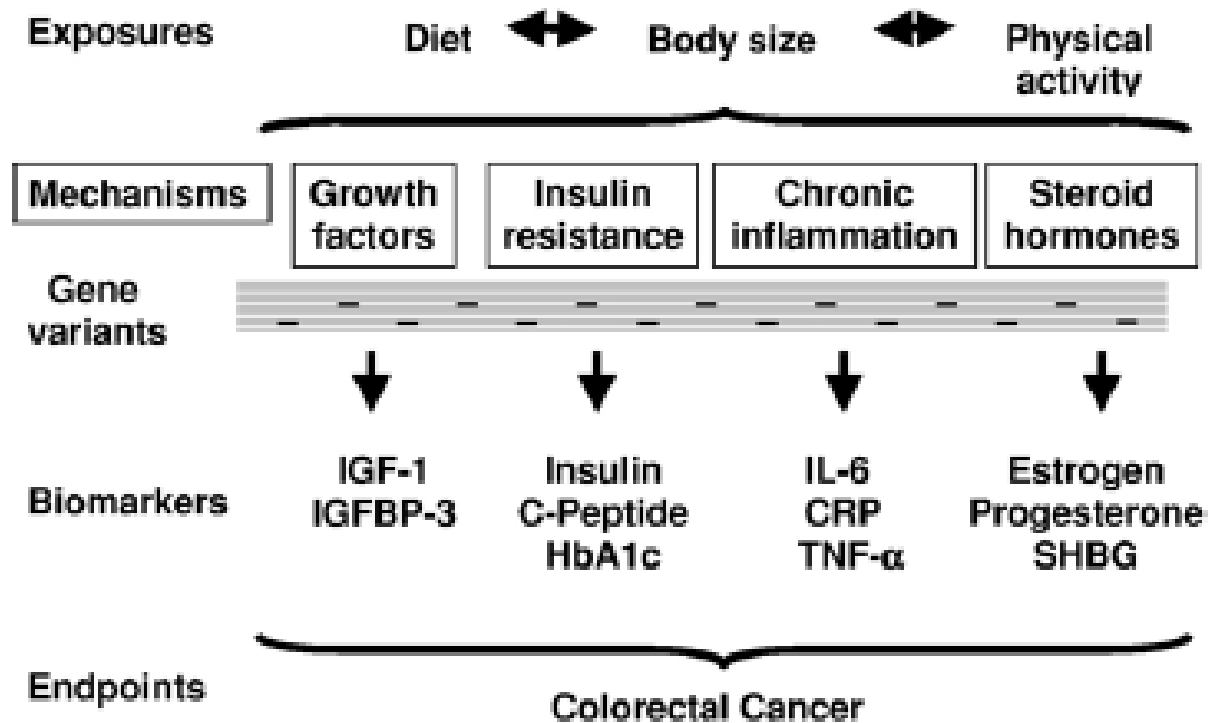 Exposures Diet Body size Physical
activity
Mechanisms Growth Insulin Chronic Steroid
factors resistance inflammation hormones
Gene
variants
IGF-1 Insulin IL-6 Estrogen
Biomarkers IGFBP-3 C-Peptide CRP Progesterone
HbA1c TNF-α SHBG
Endpoints
Colorectal Cancer